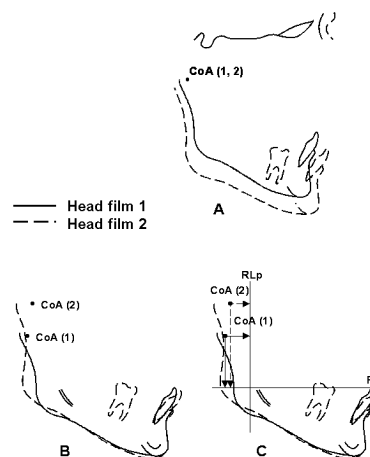 CoA (1, 2)
A
Head film 1
Head film 2
RLp
CoA (2)
CoA (2)
CoA (1)
CoA (1)
B
C